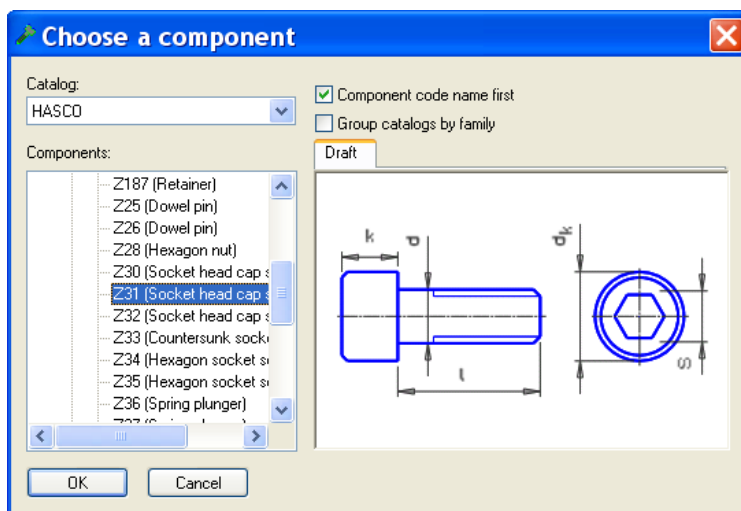 Choose a component
Catalog:
HASCO
Component code name first
Group catalogs by family
Components:
Draft
Z187 (Retainer)
Z25 (Dowel pin)
Z26 (Dowel pin)
Z28 (Hexagon nut)
Z30 (Socket head cap s
Z31 (Socket head cap s
Z32 (Socket head cap s
Z33 (Countersunk socke
Z34 (Hexagon socket s
Z35 (Hexagon socket s
Z36 (Spring plunger)
k
d
dk
l
S
OK
Cancel